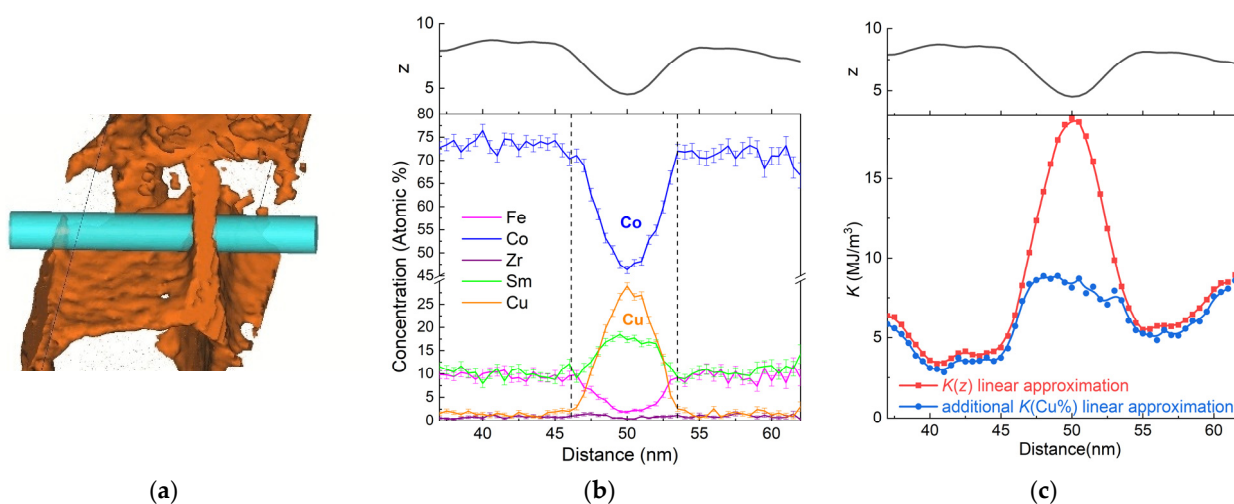 10
z
5
80
75
70
65
60
55
50
45
25
20
15
10
5
0
Concentration (Atomic %)
Fe
Co
Zr
Sm
Cu
Co
Cu
40 45 50 55 60
Distance (nm)
10
z
5
15
10
5
0
K (MJ/m³)
K(z) linear approximation
additional K(Cu%) linear approximation
40 45 50 55 60
Distance(nm)
(a) (b) (c)